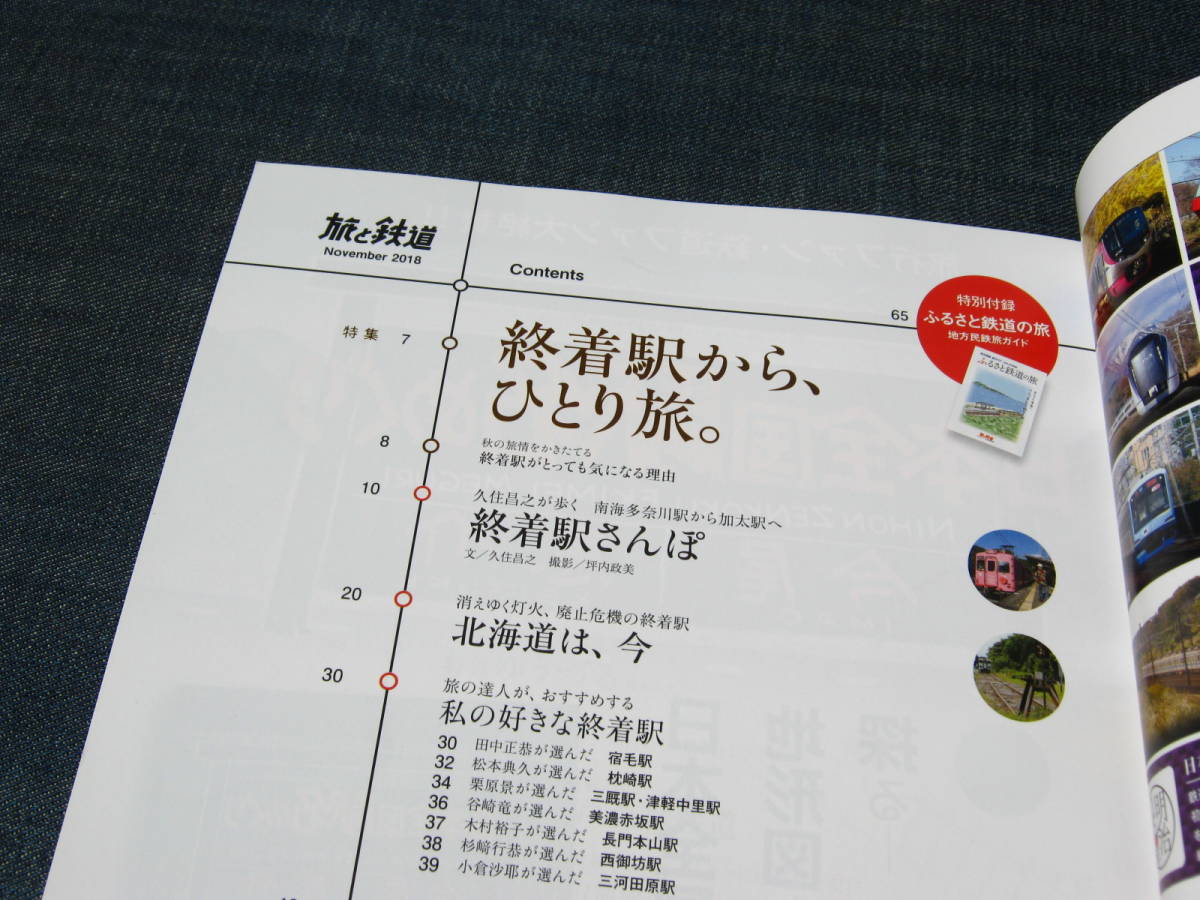 旅と鉄道
November 2018
Contents
特集 7
終着駅から、
ひとり旅。
8
秋の旅情をかきたてる
終着駅がとっても気になる理由
10
久住昌之が歩く 南海多奈川駅から加太駅へ
終着駅さんぽ
文／久住昌之 撮影／坪内政美
20
消えゆく灯火、廃止危機の終着駅
北海道は、今
30
旅の達人が、おすすめする
私の好きな終着駅
30 田中正恭が選んだ 宿毛駅
32 松本典久が選んだ 枕崎駅
34 栗原景が選んだ 三厩駅・津軽中里駅
36 谷崎竜が選んだ 美濃赤坂駅
37 木村裕子が選んだ 長門本山駅
38 杉﨑行恭が選んだ 西御坊駅
39 小倉沙耶が選んだ 三河田原駅
65
特別付録
ふるさと鉄道の旅
地方民鉄旅ガイド
ふるさと鉄道の旅